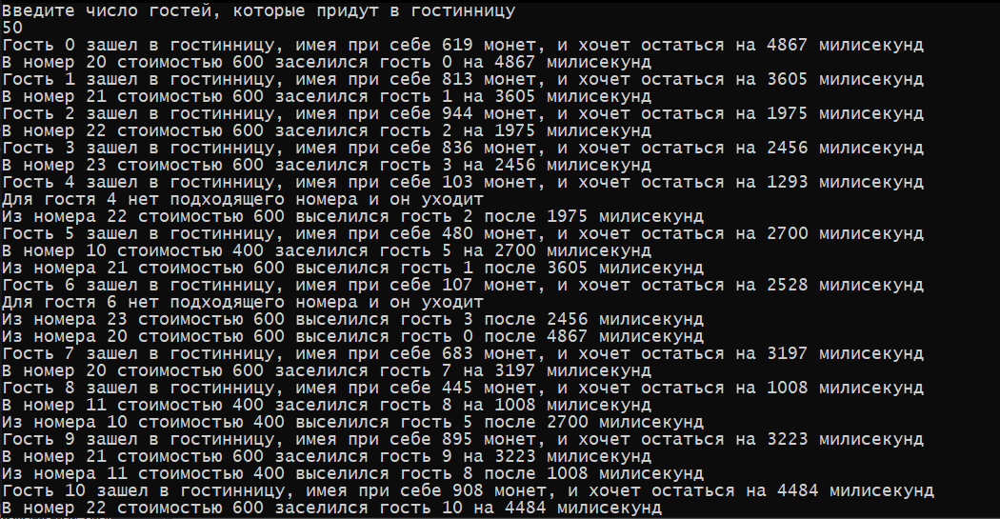 Введите число гостей, которые придут в гостинницу
50
Гость 0 зашел в гостинницу, имея при себе 619 монет, и хочет остаться на 4867 милисекунд
В номер 20 стоимостью 600 заселился гость 0 на 4867 милисекунд
Гость 1 зашел в гостинницу, имея при себе 813 монет, и хочет остаться на 3605 милисекунд
В номер 21 стоимостью 600 заселился гость 1 на 3605 милисекунд
Гость 2 зашел в гостинницу, имея при себе 944 монет, и хочет остаться на 1975 милисекунд
В номер 22 стоимостью 600 заселился гость 2 на 1975 милисекунд
Гость 3 зашел в гостинницу, имея при себе 836 монет, и хочет остаться на 2456 милисекунд
В номер 23 стоимостью 600 заселился гость 3 на 2456 милисекунд
Гость 4 зашел в гостинницу, имея при себе 103 монет, и хочет остаться на 1293 милисекунд
Для гостя 4 нет подходящего номера и он уходит
Из номера 22 стоимостью 600 выселился гость 2 после 1975 милисекунд
Гость 5 зашел в гостинницу, имея при себе 480 монет, и хочет остаться на 2700 милисекунд
В номер 10 стоимостью 400 заселился гость 5 на 2700 милисекунд
Из номера 21 стоимостью 600 выселился гость 1 после 3605 милисекунд
Гость 6 зашел в гостинницу, имея при себе 107 монет, и хочет остаться на 2528 милисекунд
Для гостя 6 нет подходящего номера и он уходит
Из номера 23 стоимостью 600 выселился гость 3 после 2456 милисекунд
Из номера 20 стоимостью 600 выселился гость 0 после 4867 милисекунд
Гость 7 зашел в гостинницу, имея при себе 683 монет, и хочет остаться на 3197 милисекунд
В номер 20 стоимостью 600 заселился гость 7 на 3197 милисекунд
Гость 8 зашел в гостинницу, имея при себе 445 монет, и хочет остаться на 1008 милисекунд
В номер 11 стоимостью 400 заселился гость 8 на 1008 милисекунд
Из номера 10 стоимостью 400 выселился гость 5 после 2700 милисекунд
Гость 9 зашел в гостинницу, имея при себе 895 монет, и хочет остаться на 3223 милисекунд
В номер 21 стоимостью 600 заселился гость 9 на 3223 милисекунд
Из номера 11 стоимостью 400 выселился гость 8 после 1008 милисекунд
Гость 10 зашел в гостинницу, имея при себе 908 монет, и хочет остаться на 4484 милисекунд
В номер 22 стоимостью 600 заселился гость 10 на 4484 милисекунд